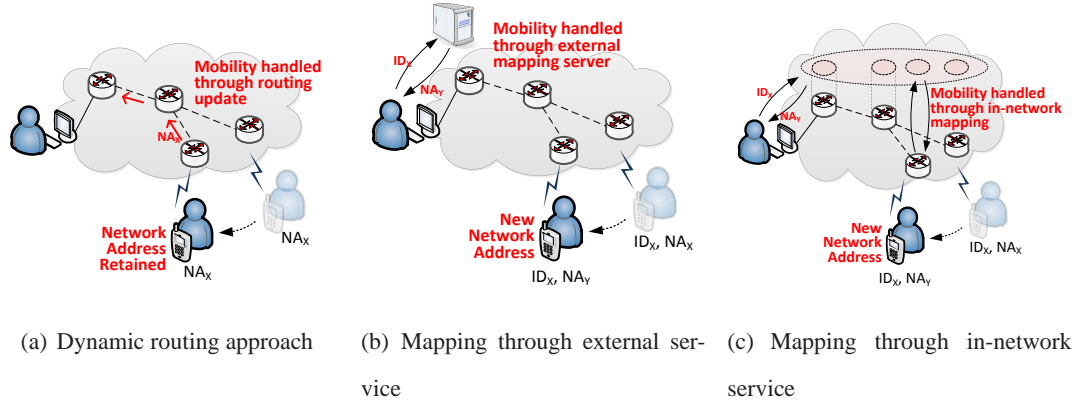 Mobility handled
through routing
update
NAX
Network
Address
Retained
NAX
NAX
(a) Dynamic routing approach
Mobility handled
through external
mapping server
IDX
NAY
New
Network
Address
IDX, NAX
IDX, NAY
(b) Mapping through external ser-
vice
IDX
NAY
Mobility handled
through in-network
mapping
New
Network
Address
IDX, NAX
IDX, NAY
(c) Mapping through in-network
service